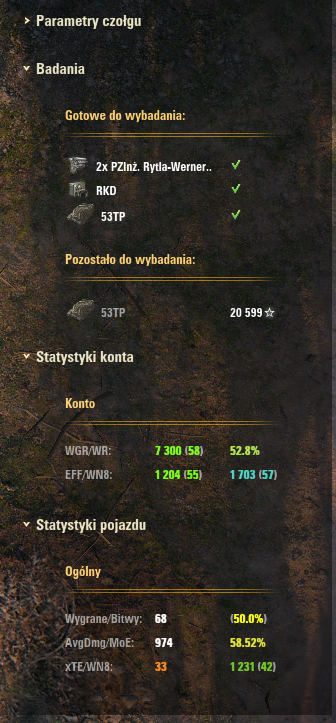 Parametry czołgu
Badania
Gotowe do wybadania:
2x PZInż. Rytla-Werner..
RKD
53TP
Pozostało do wybadania:
53TP 20 599
Statystyki konta
Konto
WGR/WR: 7 300 (58) 52.8%
EFF/WN8: 1 204 (55) 1 703 (57)
Statystyki pojazdu
Ogólny
Wygrane/Bitwy: 68 (50.0%)
AvgDmg/MoE: 974 58.52%
xTE/WN8: 33 1 231 (42)